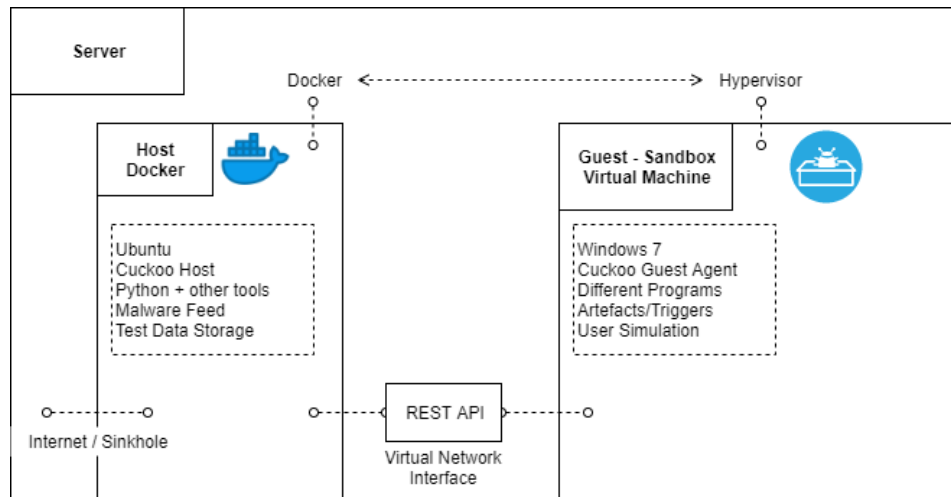 Server
Docker
Hypervisor
Host
Docker
Guest - Sandbox
Virtual Machine
Ubuntu
Cuckoo Host
Python + other tools
Malware Feed
Test Data Storage
Windows 7
Cuckoo Guest Agent
Different Programs
Artefacts/Triggers
User Simulation
Internet / Sinkhole
REST API
Virtual Network
Interface